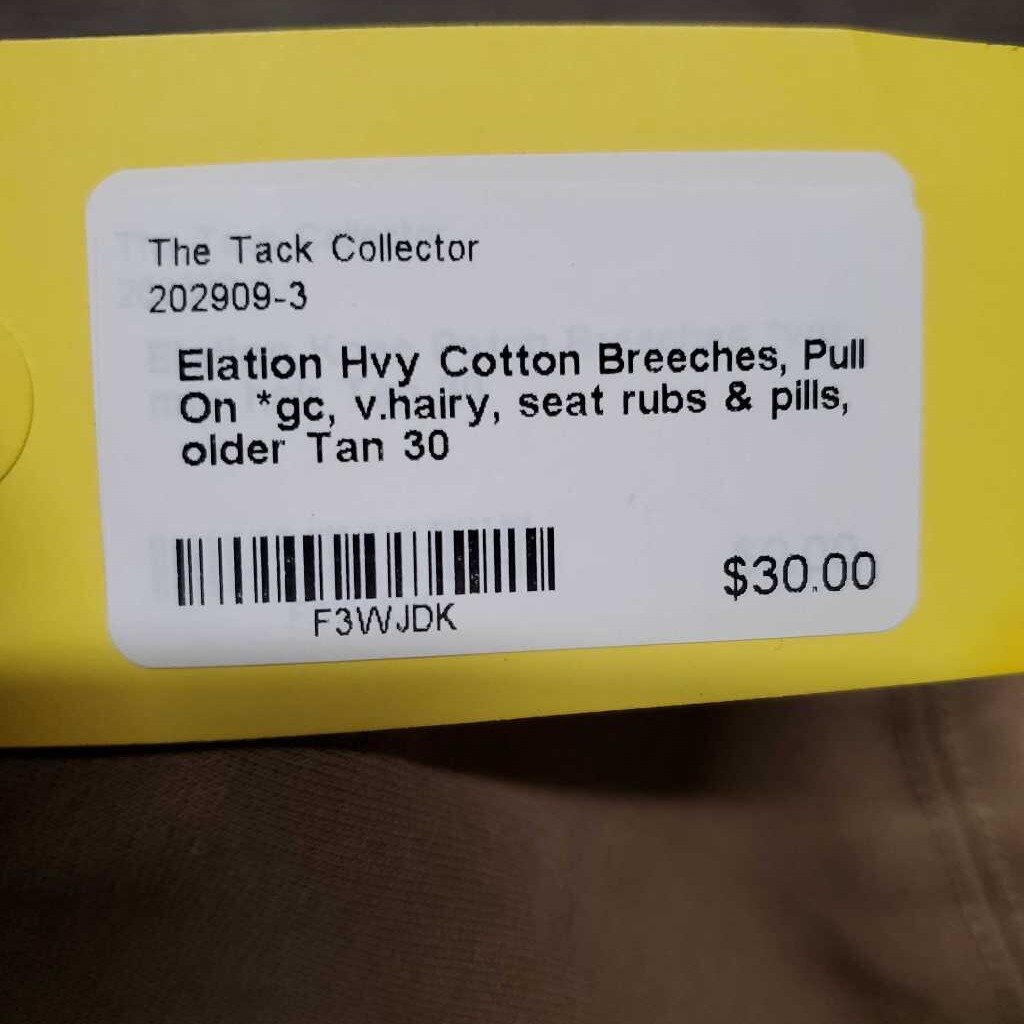 The Tack Collector
202909-3
Elation Hvy Cotton Breeches, Pull
On *gc, v.hairy, seat rubs & pills,
older Tan 30
$30.00
F3WJDK